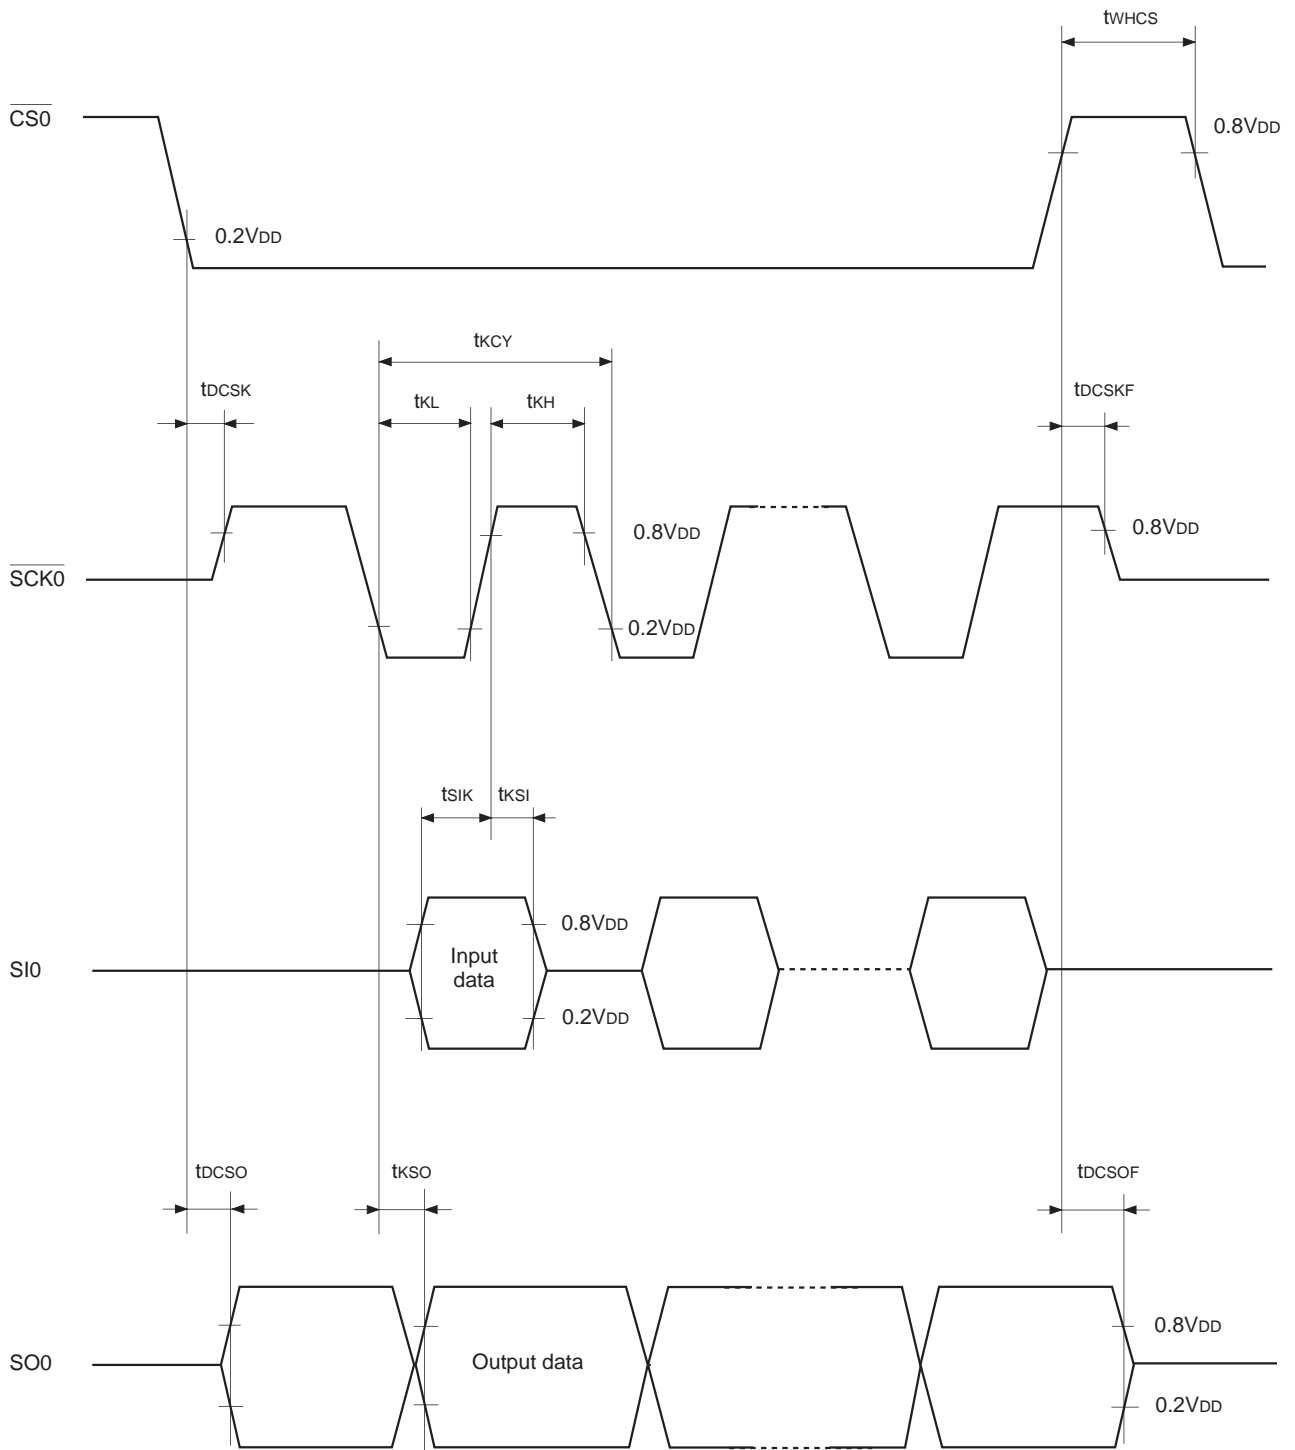 tWHCS
CS0
0.8VDD
0.2VDD
tKCY
tDCSK
tKL
tKH
tDCSKF
0.8VDD
0.8VDD
SCK0
0.2VDD
tSIK
tKSI
0.8VDD
Input
data
SI0
0.2VDD
tDCSO
tKSO
tDCSOF
0.8VDD
SO0
Output data
0.2VDD